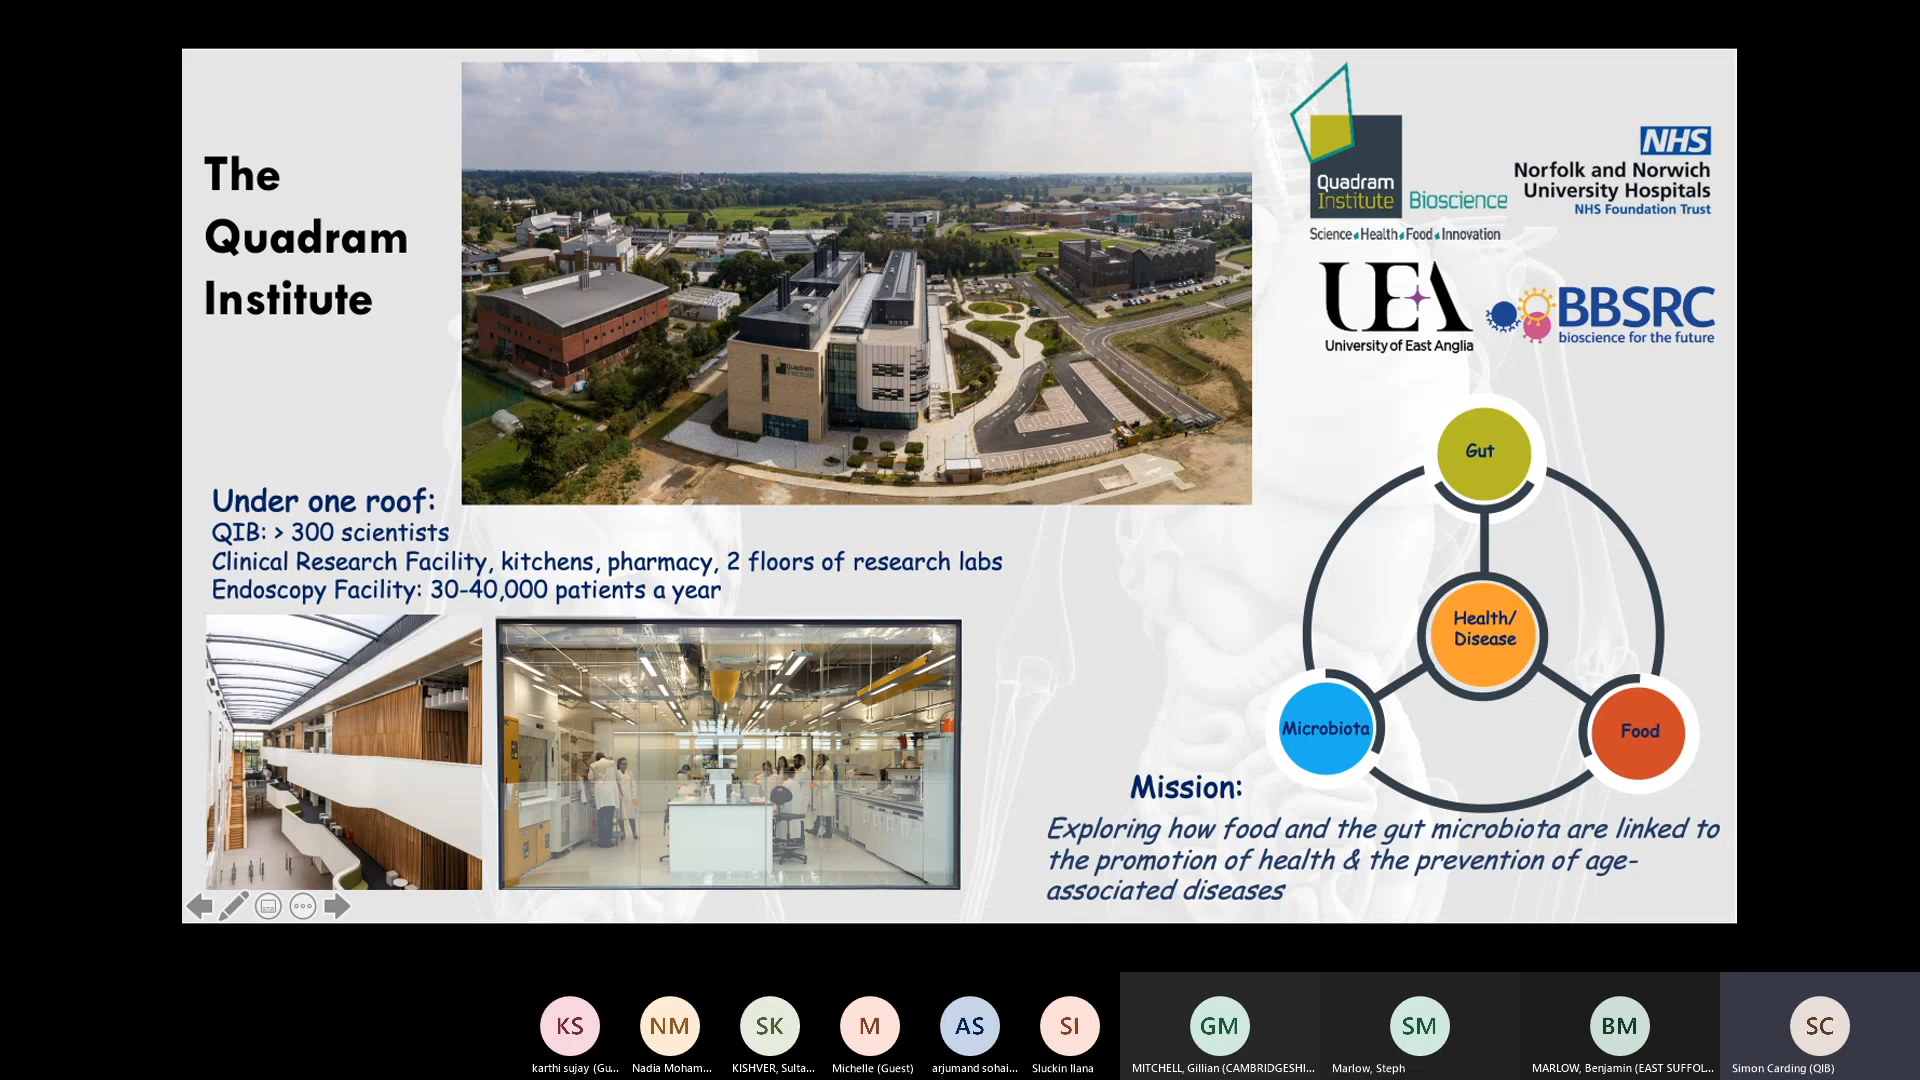 The
Quadram
Institute
Quadram
Institute Bioscience
Science Health Food Innovation
NHS
Norfolk and Norwich
University Hospitals
NHS Foundation Trust
UEA
University of East Anglia
BBSRC
bioscience for the future
Quadram
Institute
Under one roof:
QIB: > 300 scientists
Clinical Research Facility, kitchens, pharmacy, 2 floors of research labs
Endoscopy Facility: 30-40,000 patients a year
Gut
Health/
Disease
Microbiota
Food
Mission:
Exploring how food and the gut microbiota are linked to
the promotion of health & the prevention of age-
associated diseases
KS
NM
SK
M
AS
SI
GM
SM
BM
SC
karthi sujay (Gu...
Nadia Moham...
KISHVER, Sulta...
Michelle (Guest)
arjumand sohai...
Sluckin Ilana
MITCHELL, Gillian (CAMBRIDGESHI...
Marlow, Steph
MARLOW, Benjamin (EAST SUFFOL...
Simon Carding (QIB)